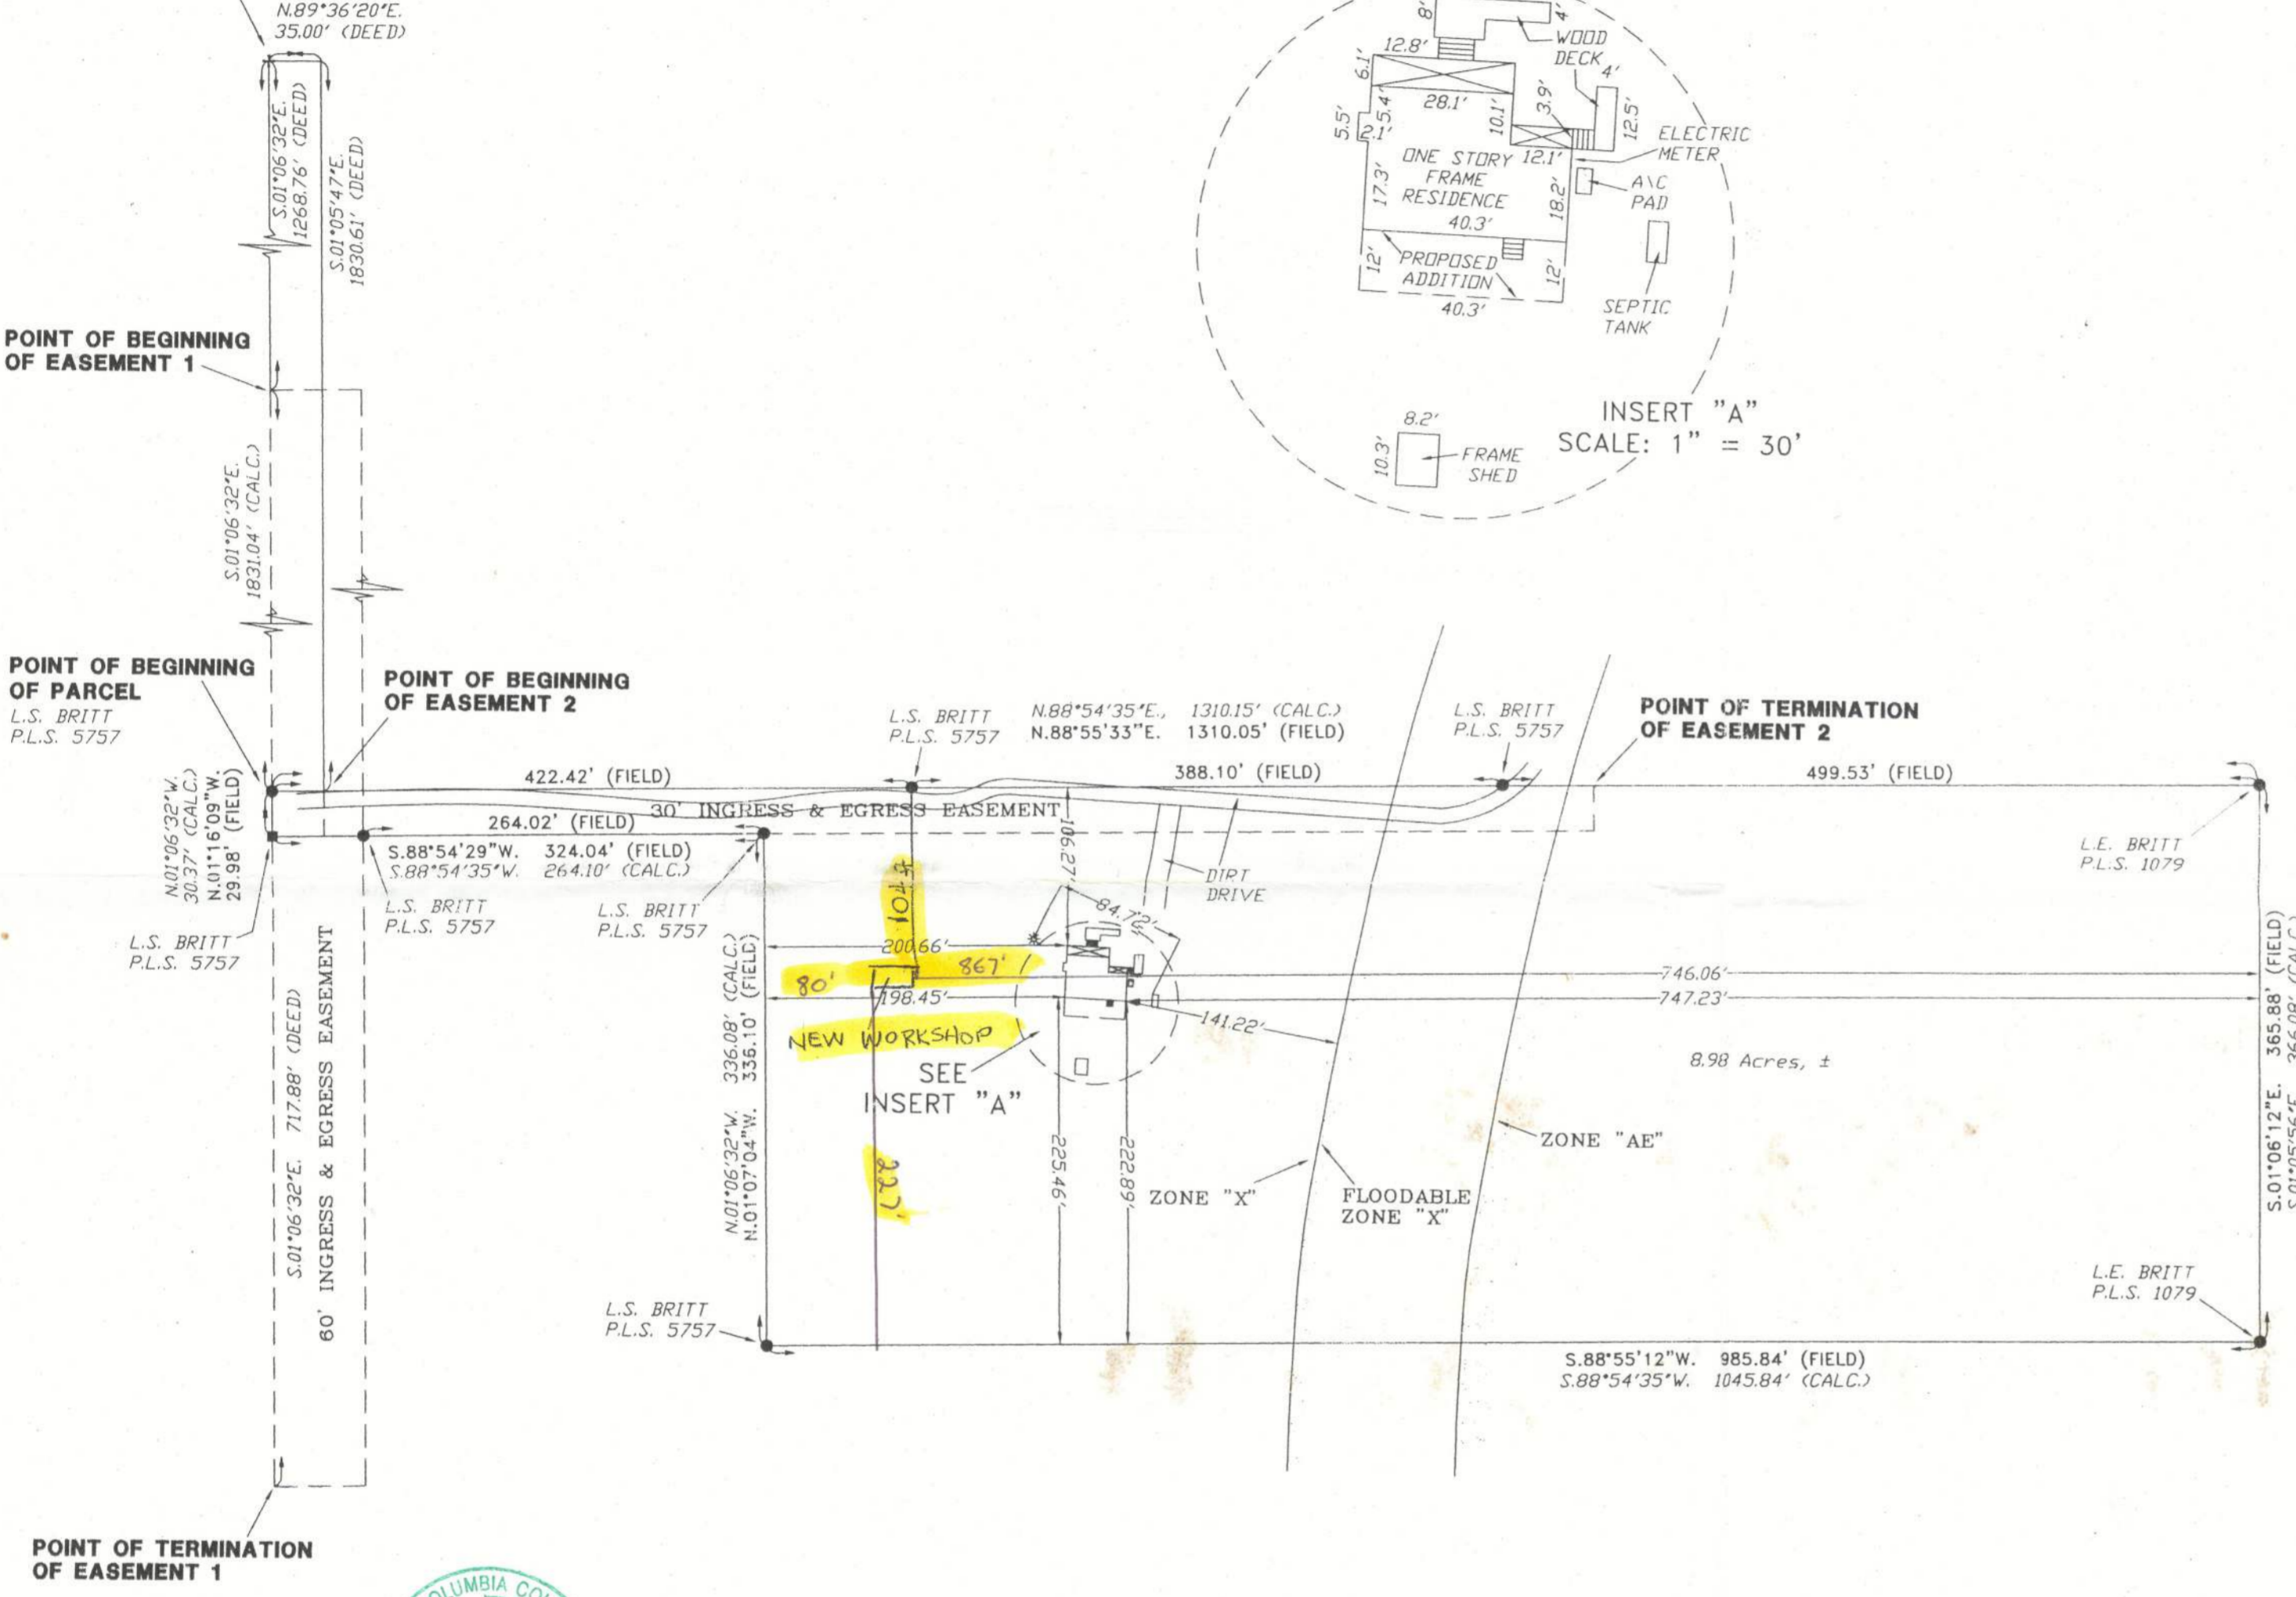 N.89°36'20"E.
35.00' (DEED)
S.01°06'32"E.
1268.76' (DEED)
S.01°05'47"E.
1830.61' (DEED)
8'
4'
WOOD
DECK
4'
12.8'
6.1'
28.1'
5.4'
5.5'
2.1'
10.1'
3.9'
12.5'
ELECTRIC
METER
ONE STORY
FRAME
RESIDENCE
12.1'
17.3'
18.2'
40.3'
A\C
PAD
12'
PROPOSED
ADDITION
12'
40.3'
SEPTIC
TANK
INSERT "A"
SCALE: 1" = 30'
8.2'
10.3'
FRAME
SHED
POINT OF BEGINNING
OF EASEMENT 1
S.01°06'32"E.
1831.04' (CALC.)
POINT OF BEGINNING
OF PARCEL
L.S. BRITT
P.L.S. 5757
POINT OF BEGINNING
OF EASEMENT 2
L.S. BRITT
P.L.S. 5757
N.88°54'35"E., 1310.15' (CALC.)
N.88°55'33"E. 1310.05' (FIELD)
L.S. BRITT
P.L.S. 5757
POINT OF TERMINATION
OF EASEMENT 2
N.01°06'32"W.
30.37' (CALC.)
N.01°16'09"W.
29.98' (FIELD)
422.42' (FIELD)
388.10' (FIELD)
499.53' (FIELD)
30' INGRESS & EGRESS EASEMENT
264.02' (FIELD)
S.88°54'29"W. 324.04' (FIELD)
S.88°54'35"W. 264.10' (CALC.)
L.S. BRITT
P.L.S. 5757
L.S. BRITT
P.L.S. 5757
L.S. BRITT
P.L.S. 5757
106.27'
DIRT
DRIVE
L.E. BRITT
P.L.S. 1079
107'
84.72'
200.66'
80'
867'
198.45'
NEW WORKSHOP
SEE
INSERT "A"
746.06'
747.23'
141.22'
8.98 Acres, ±
N.01°06'32"W. 336.08' (CALC.)
N.01°07'04"W. 336.10' (FIELD)
227'
225.46'
222.89'
ZONE "X"
FLOODABLE
ZONE "X"
ZONE "AE"
S.01°06'12"E. 365.88' (FIELD)
S.01°05'56"E. 366.08' (CALC.)
S.01°06'32"E. 717.88' (DEED)
60' INGRESS & EGRESS EASEMENT
L.S. BRITT
P.L.S. 5757
L.E. BRITT
P.L.S. 1079
S.88°55'12"W. 985.84' (FIELD)
S.88°54'35"W. 1045.84' (CALC.)
POINT OF TERMINATION
OF EASEMENT 1
COLUMBIA